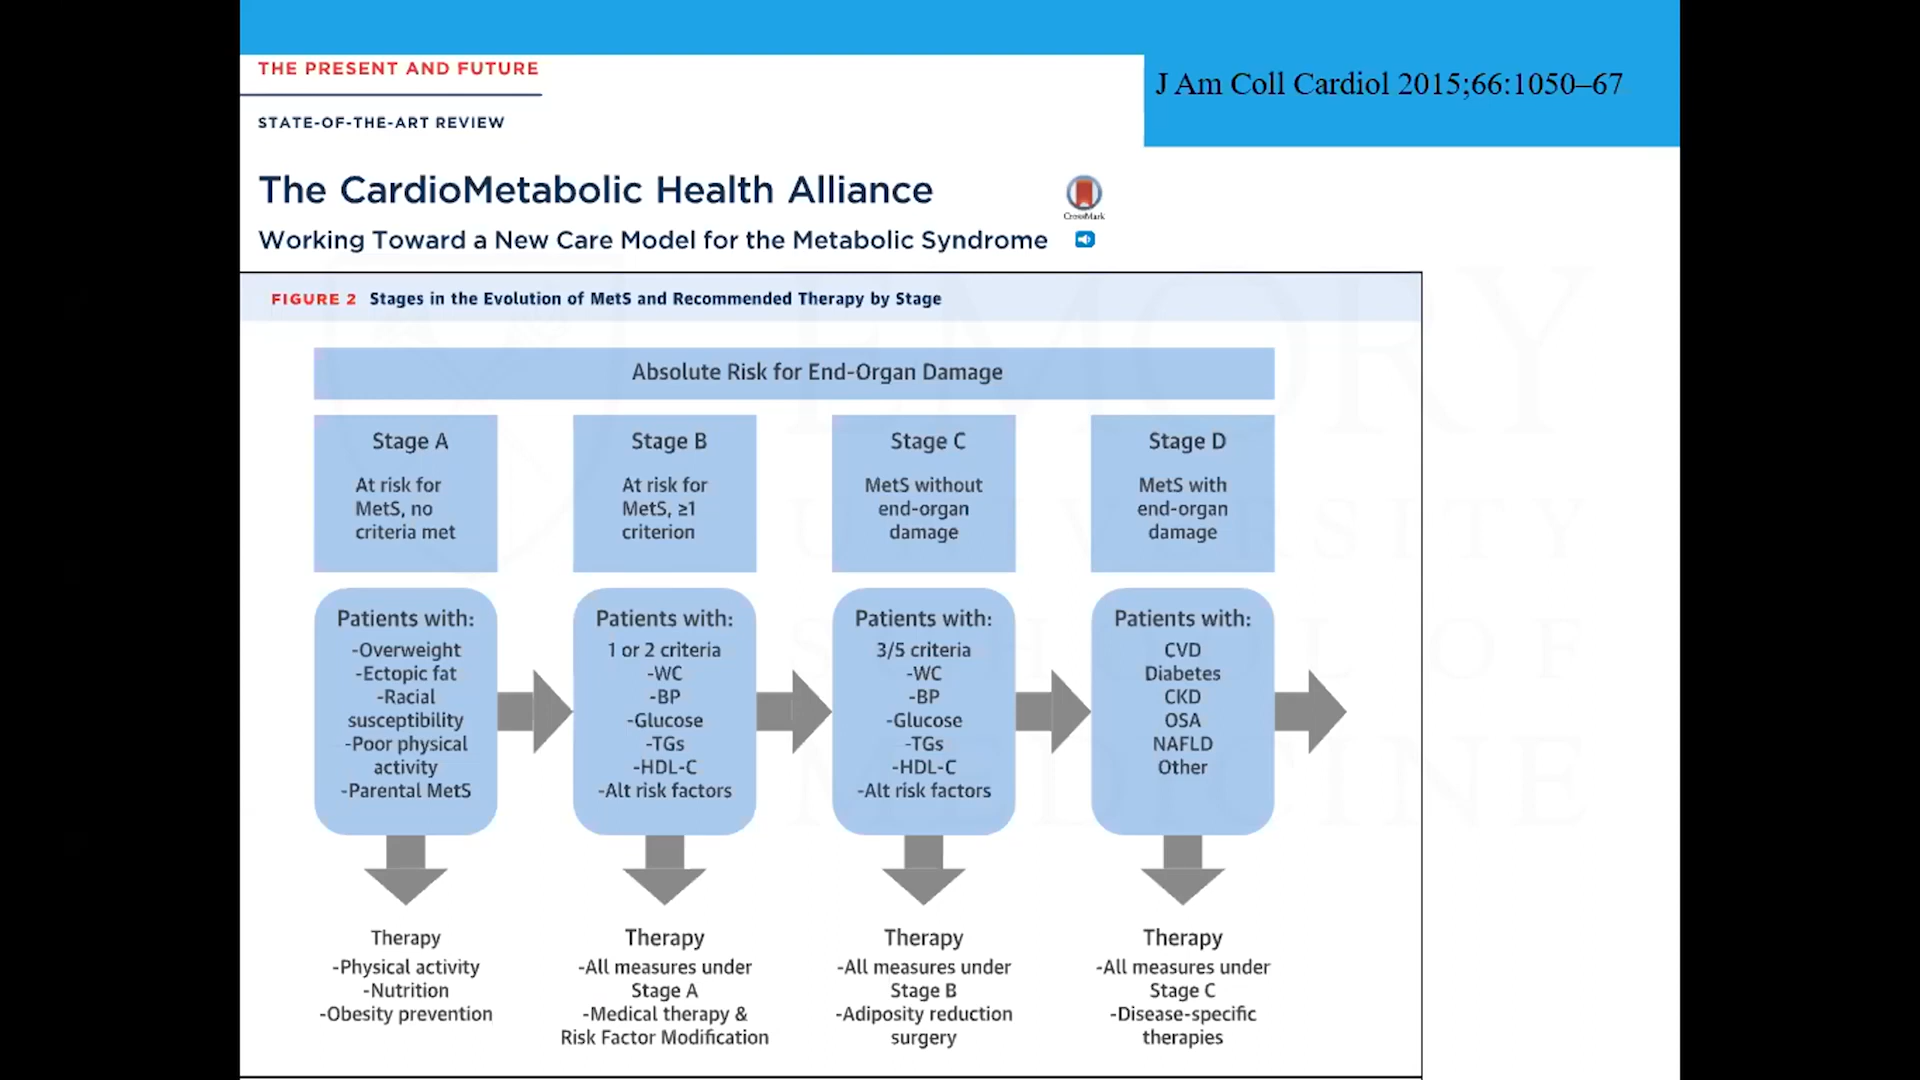 THE PRESENT AND FUTURE
J Am Coll Cardiol 2015;66:1050–67
STATE-OF-THE-ART REVIEW
The CardioMetabolic Health Alliance
CrossMark
Working Toward a New Care Model for the Metabolic Syndrome
FIGURE 2 Stages in the Evolution of MetS and Recommended Therapy by Stage
Absolute Risk for End-Organ Damage
Stage A
At risk for
MetS, no
criteria met
Stage B
At risk for
MetS, ≥1
criterion
Stage C
MetS without
end-organ
damage
Stage D
MetS with
end-organ
damage
Patients with:
-Overweight
-Ectopic fat
-Racial
susceptibility
-Poor physical
activity
-Parental MetS
Patients with:
1 or 2 criteria
-WC
-BP
-Glucose
-TGs
-HDL-C
-Alt risk factors
Patients with:
3/5 criteria
-WC
-BP
-Glucose
-TGs
-HDL-C
-Alt risk factors
Patients with:
CVD
Diabetes
CKD
OSA
NAFLD
Other
Therapy
-Physical activity
-Nutrition
-Obesity prevention
Therapy
-All measures under
Stage A
-Medical therapy &
Risk Factor Modification
Therapy
-All measures under
Stage B
-Adiposity reduction
surgery
Therapy
-All measures under
Stage C
-Disease-specific
therapies
EMORY
UNIVERSITY
SCHOOL OF
MEDICINE